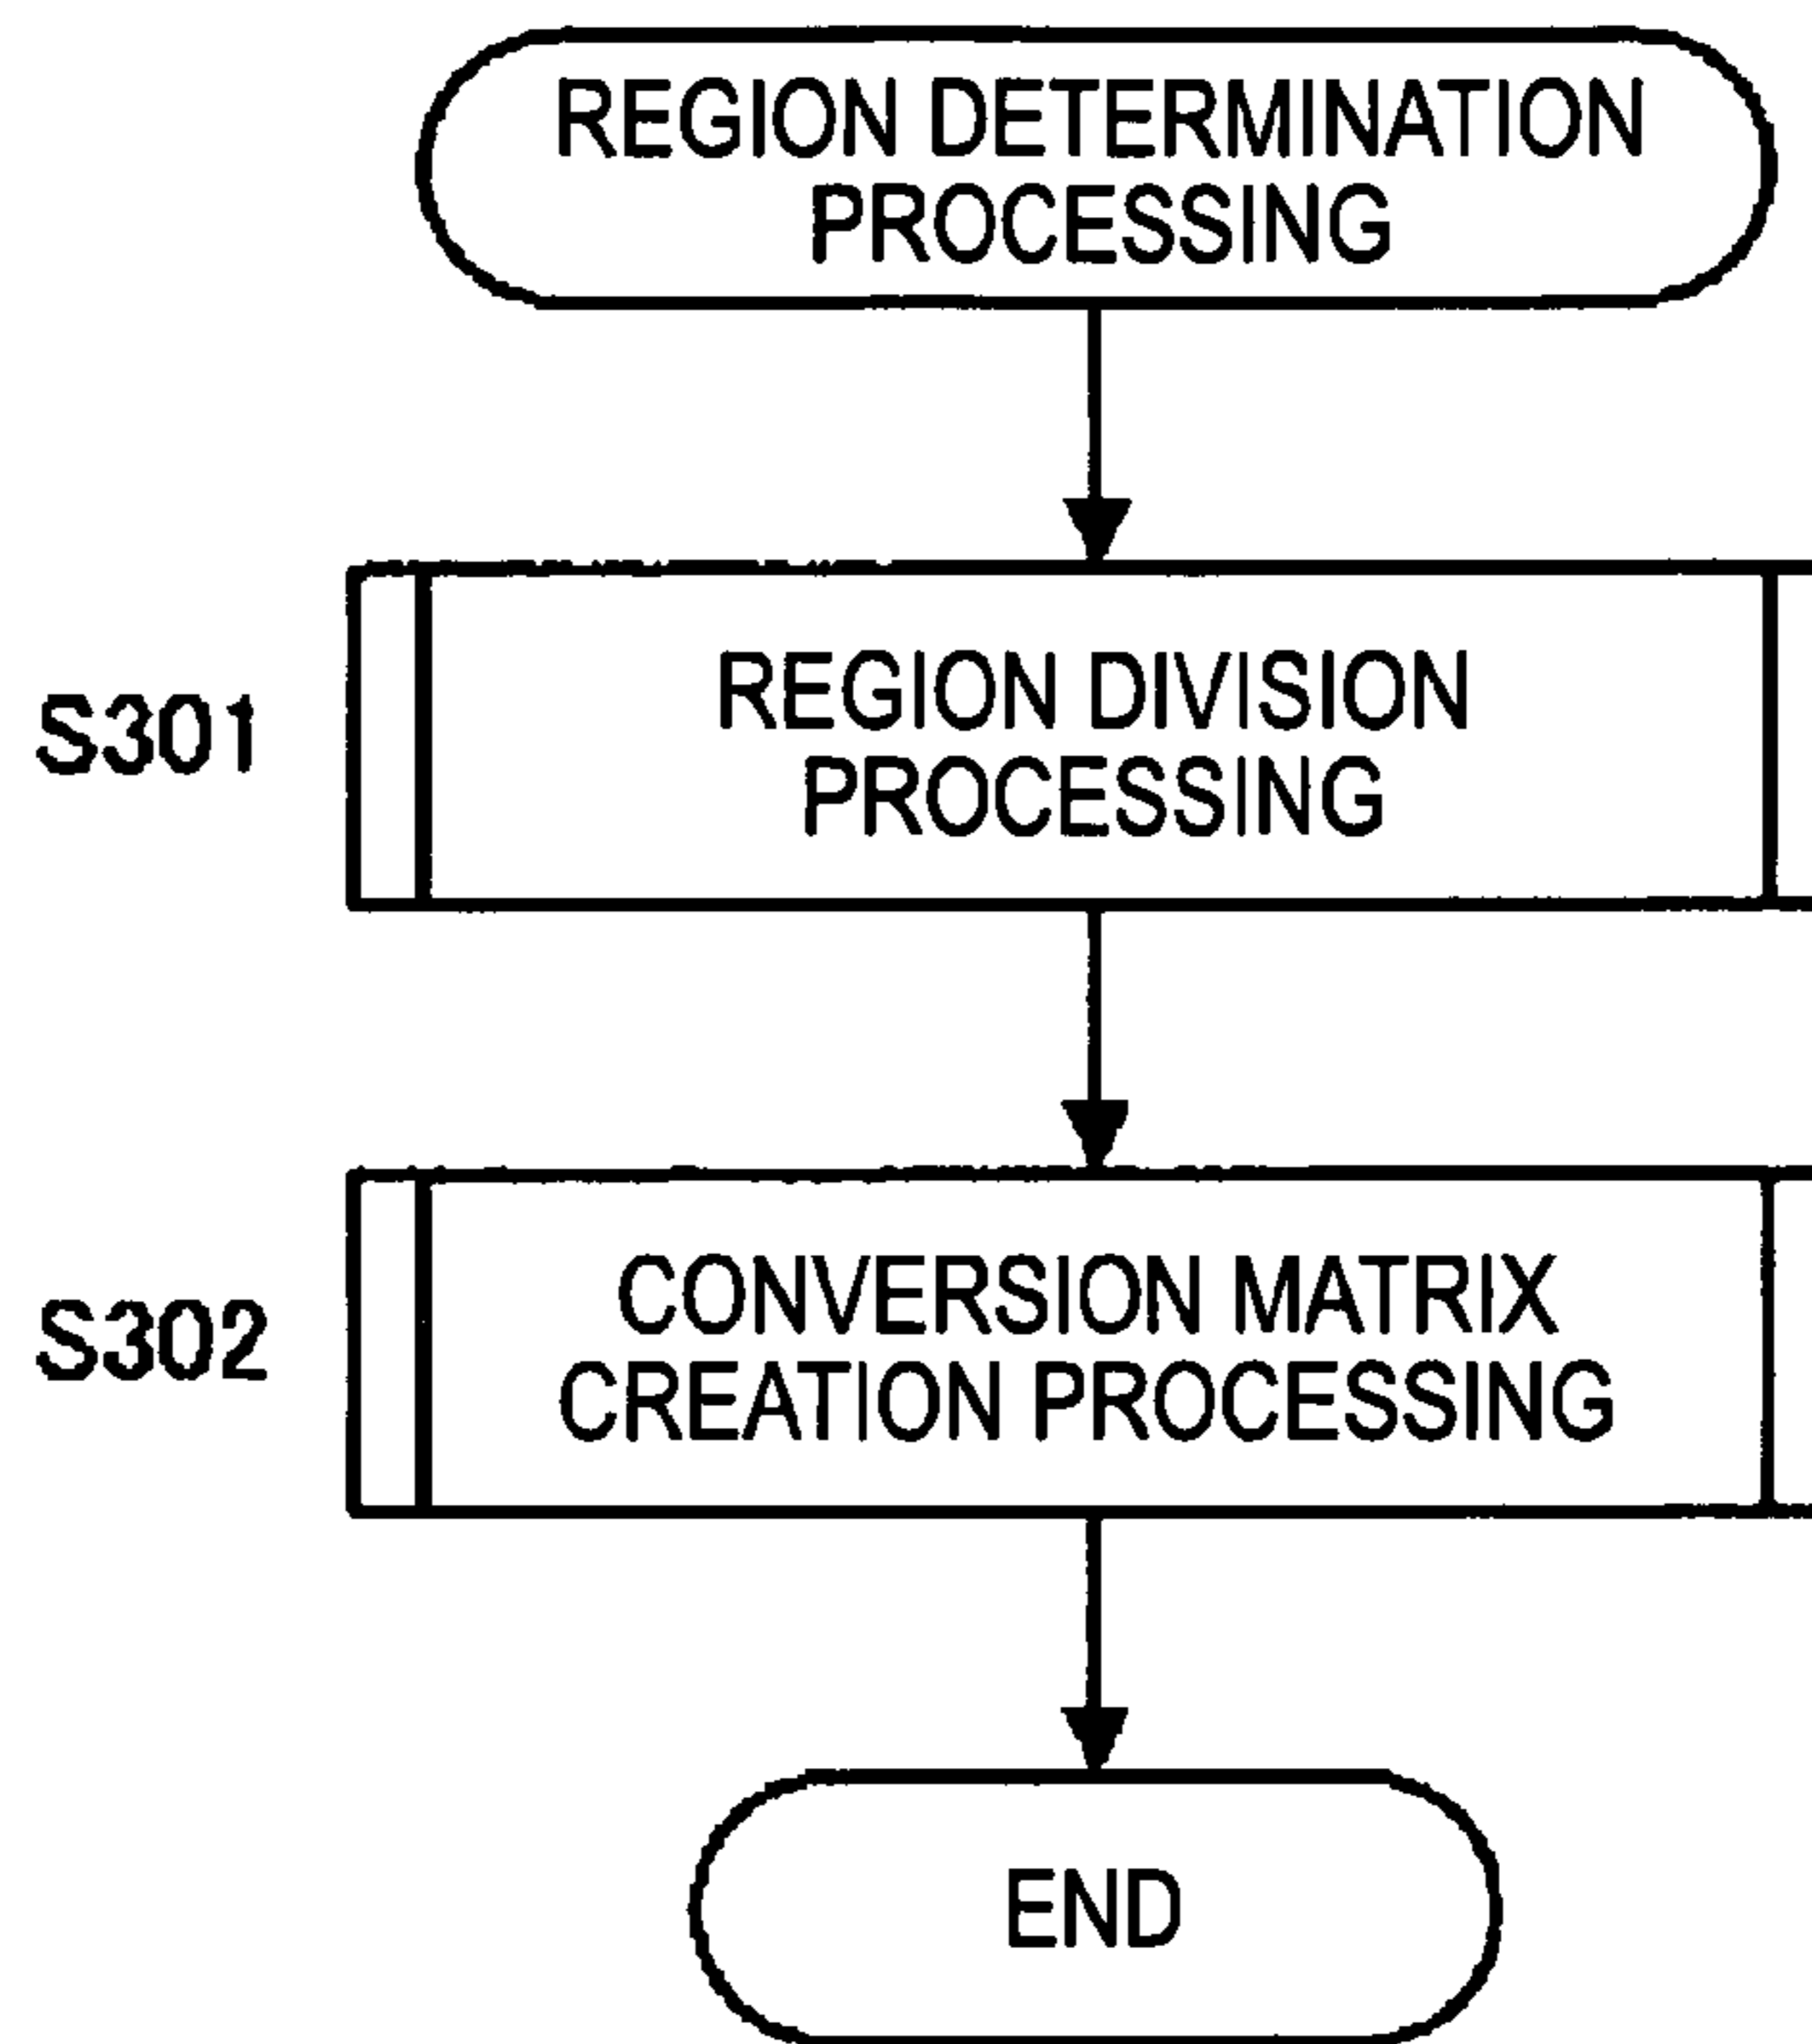 REGION DETERMINATION
PROCESSING
S301
REGION DIVISION
PROCESSING
S302
CONVERSION MATRIX
CREATION PROCESSING
END